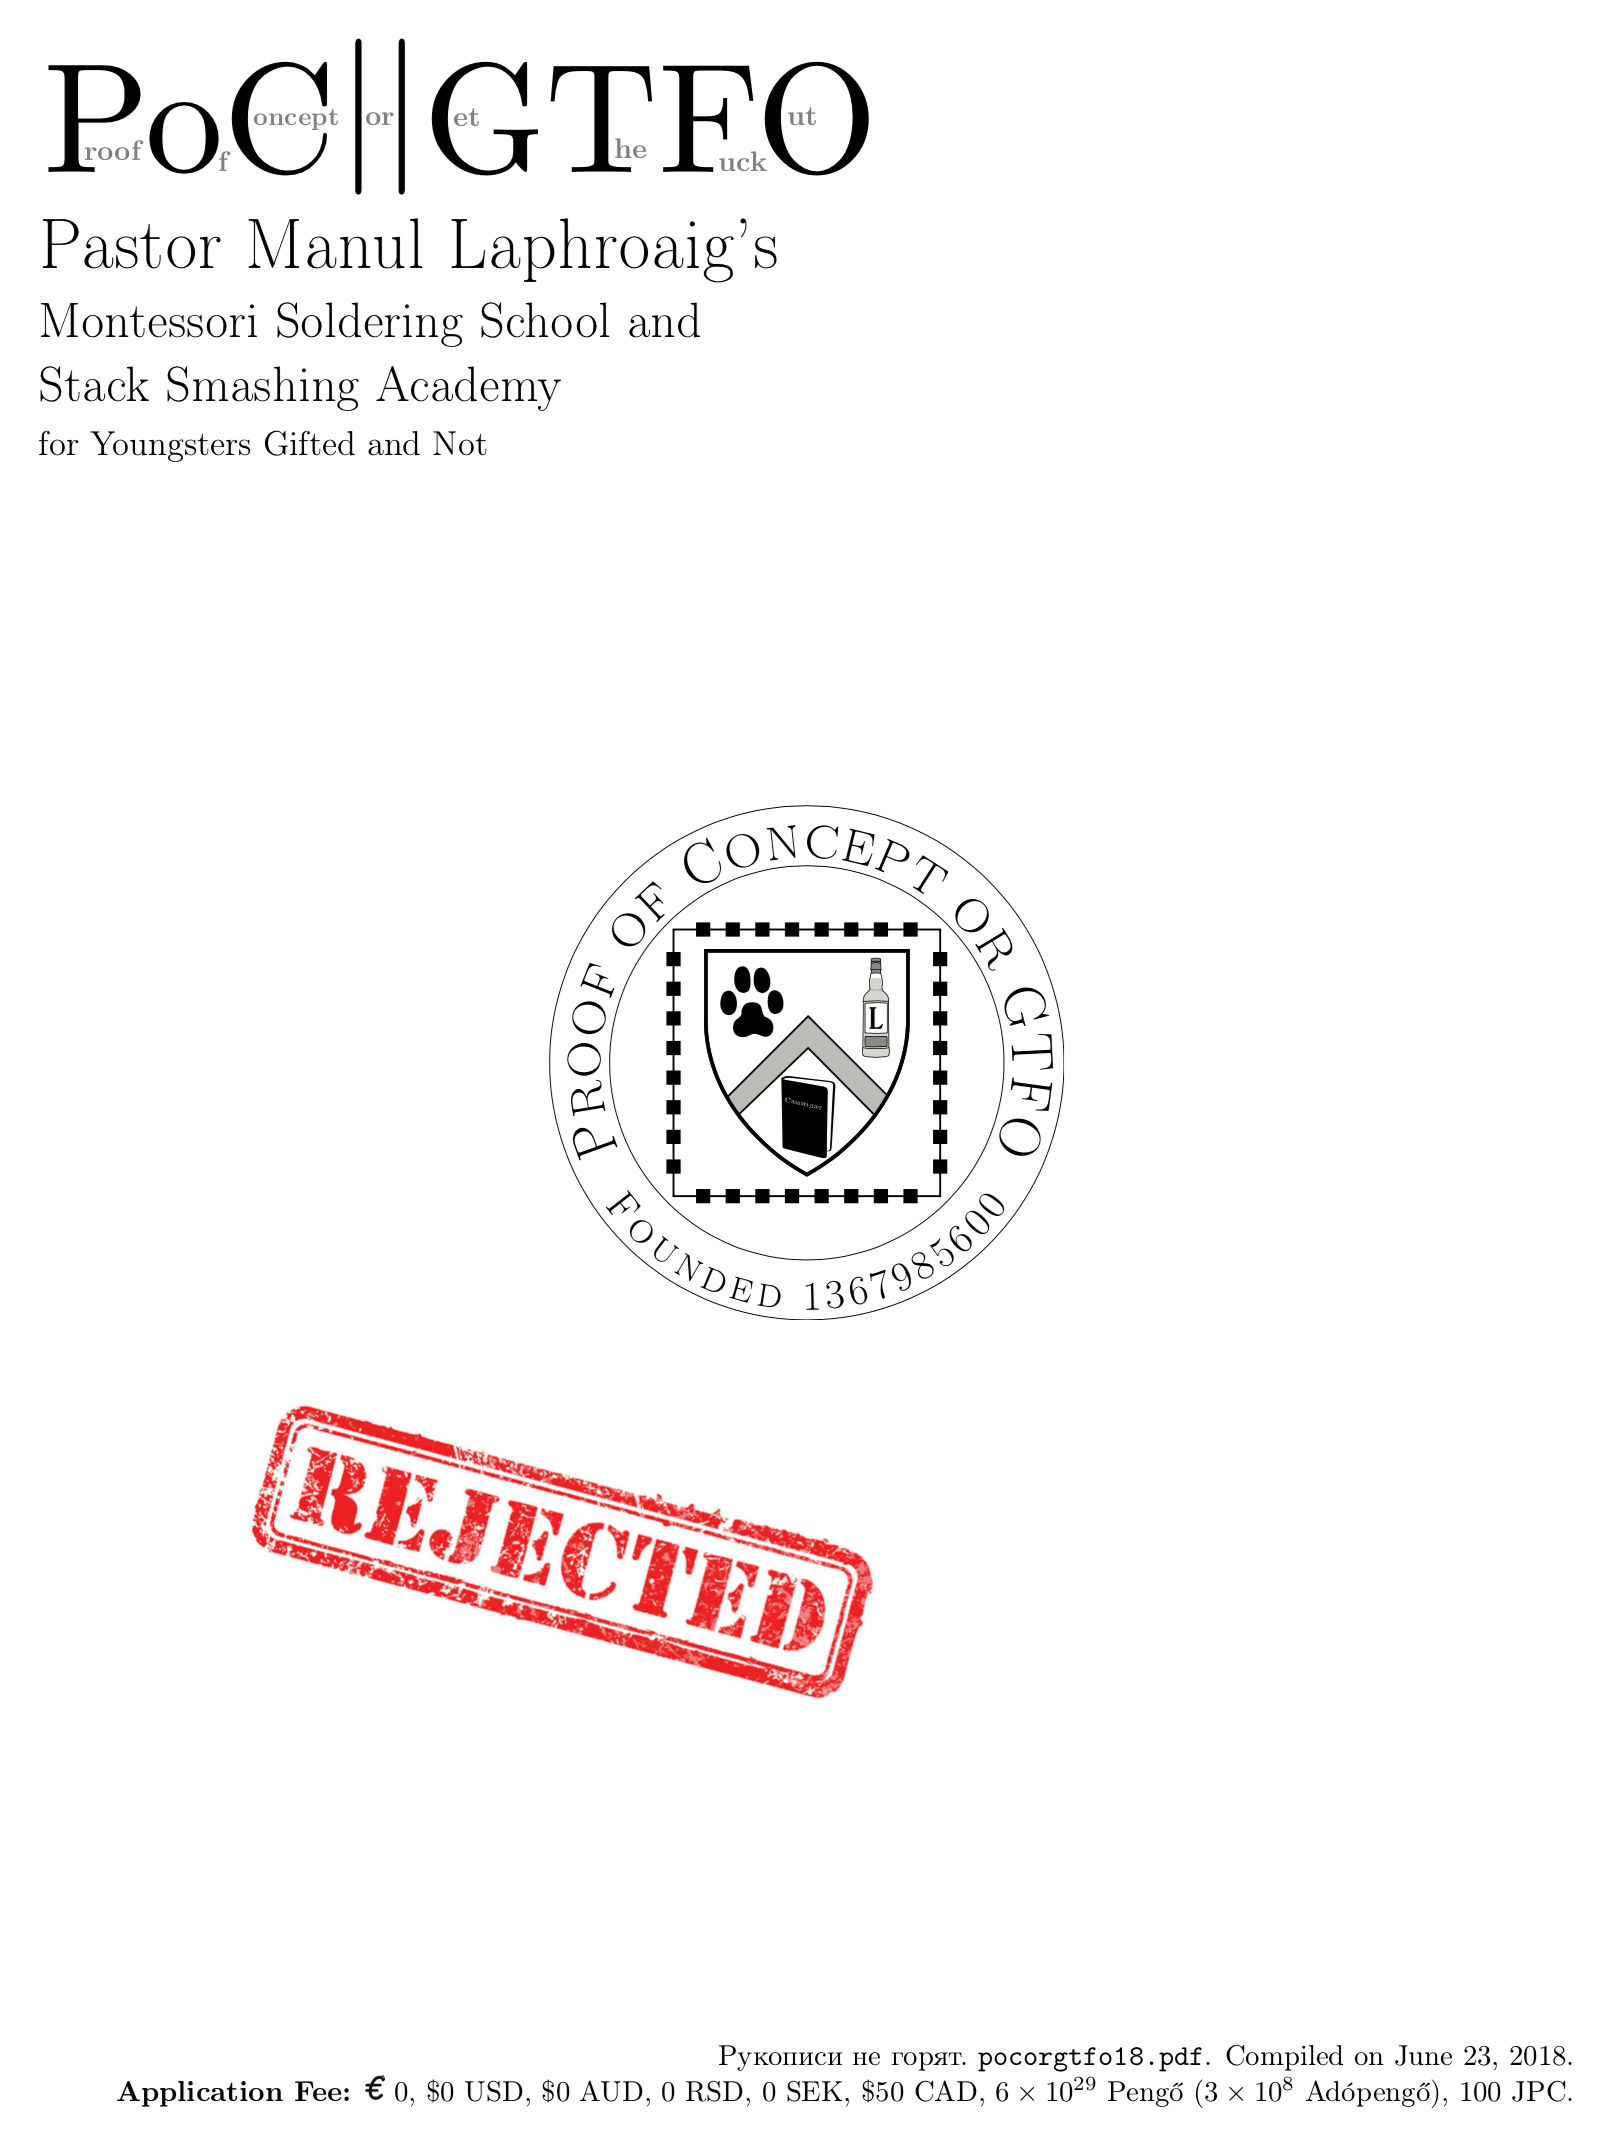 PoC||GTFO
roof f oncept or et he uck ut
Pastor Manul Laphroaig's
Montessori Soldering School and
Stack Smashing Academy
for Youngsters Gifted and Not
PROOF OF CONCEPT OR GTFO
L
Самиздат
FOUNDED 1367985600
REJECTED
Рукописи не горят. pocorgtfo18.pdf. Compiled on June 23, 2018.
Application Fee: € 0, $0 USD, $0 AUD, 0 RSD, 0 SEK, $50 CAD, 6 × 10²⁹ Pengő (3 × 10⁸ Adópengő), 100 JPC.